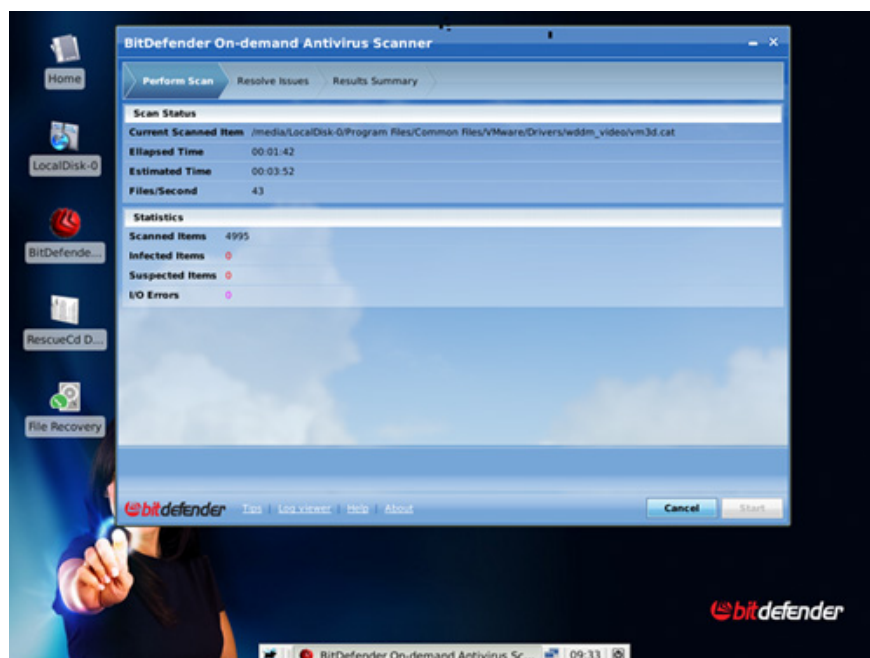 BitDefender On-demand Antivirus Scanner
Perform Scan Resolve Issues Results Summary
Scan Status
Current Scanned Item /media/LocalDisk-0/Program Files/Common Files/VMware/Drivers/wddm_video/vm3d.cat
Ellapsed Time 00:01:42
Estimated Time 00:03:52
Files/Second 43
Statistics
Scanned Items 4995
Infected Items 0
Suspected Items 0
I/O Errors 0
bitdefender Tips | Log viewer | Help | About Cancel Start
Home
LocalDisk-0
BitDefende...
RescueCd D...
File Recovery
bitdefender
BitDefender On-demand Antivirus Sc... 09:33